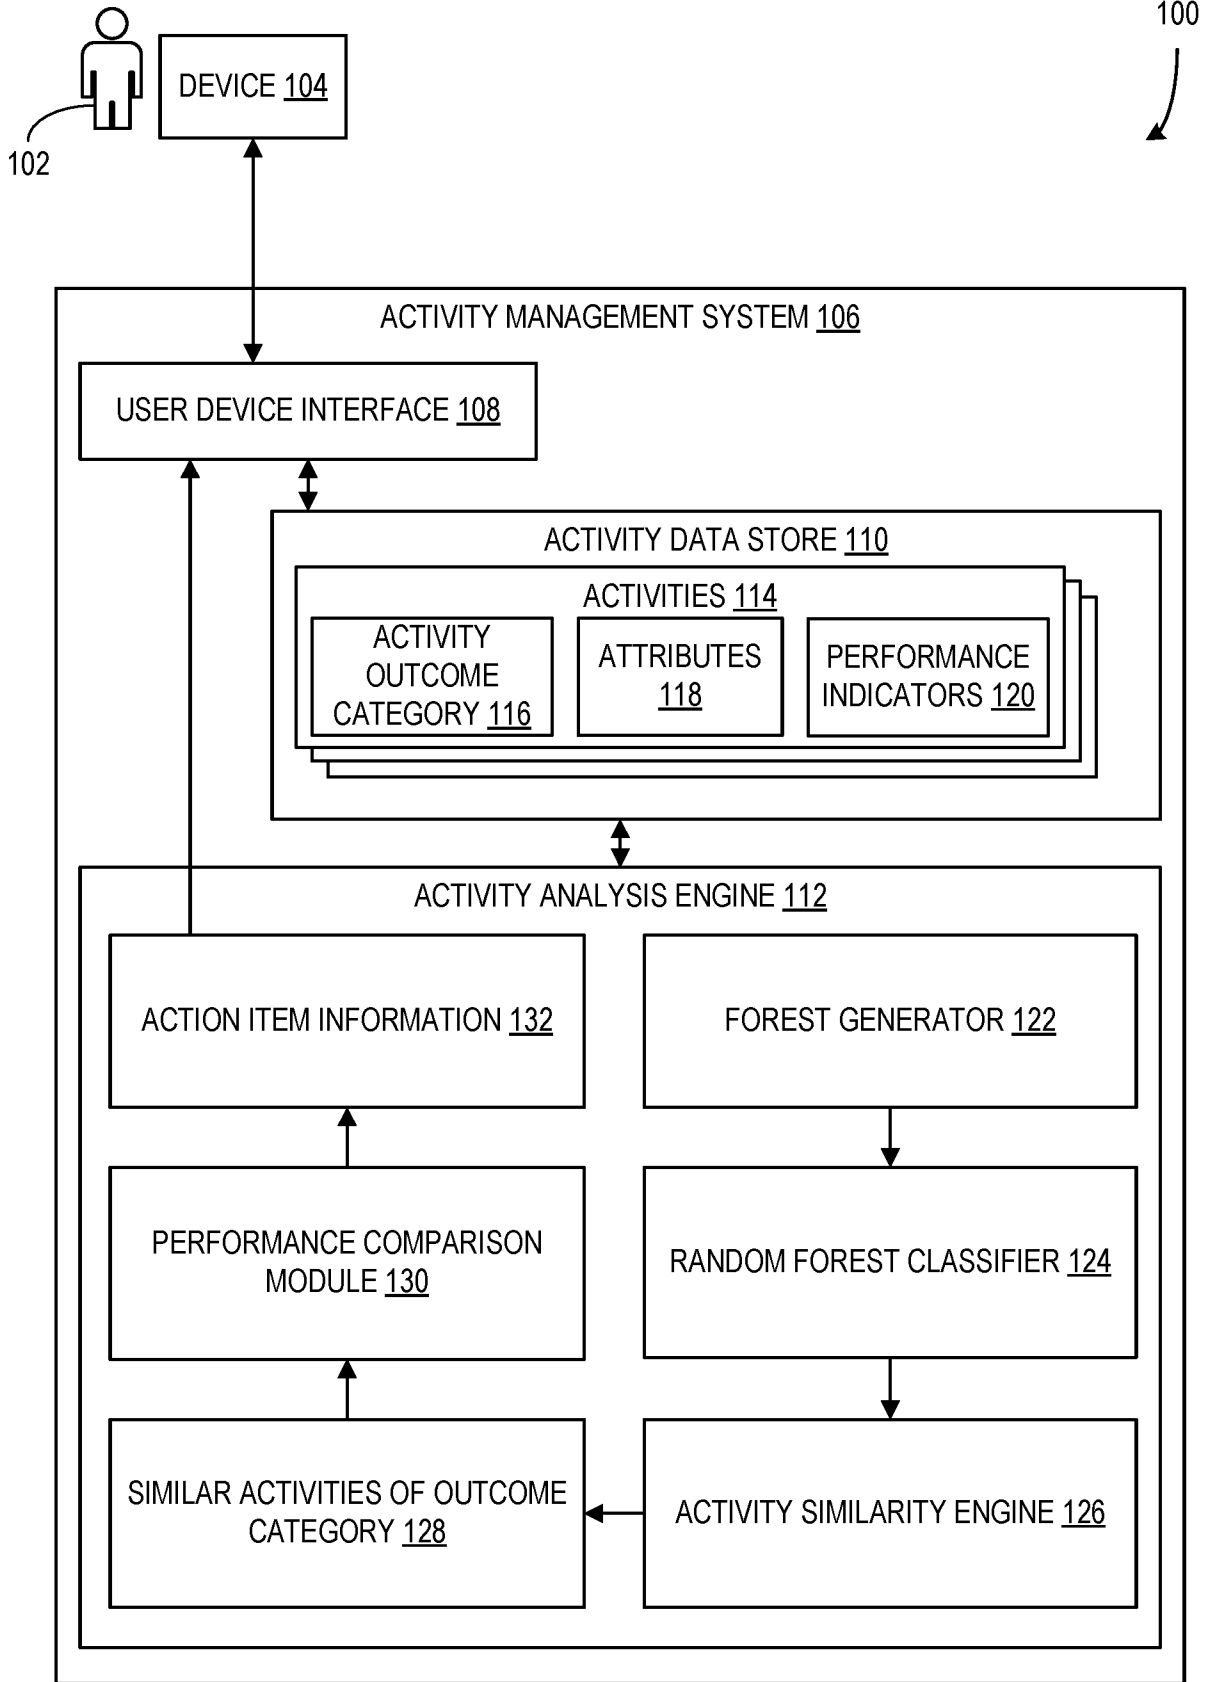 100
DEVICE 104
102
ACTIVITY MANAGEMENT SYSTEM 106
USER DEVICE INTERFACE 108
ACTIVITY DATA STORE 110
ACTIVITIES 114
ACTIVITY
OUTCOME
CATEGORY 116
ATTRIBUTES
118
PERFORMANCE
INDICATORS 120
ACTIVITY ANALYSIS ENGINE 112
ACTION ITEM INFORMATION 132
FOREST GENERATOR 122
PERFORMANCE COMPARISON
MODULE 130
RANDOM FOREST CLASSIFIER 124
SIMILAR ACTIVITIES OF OUTCOME
CATEGORY 128
ACTIVITY SIMILARITY ENGINE 126